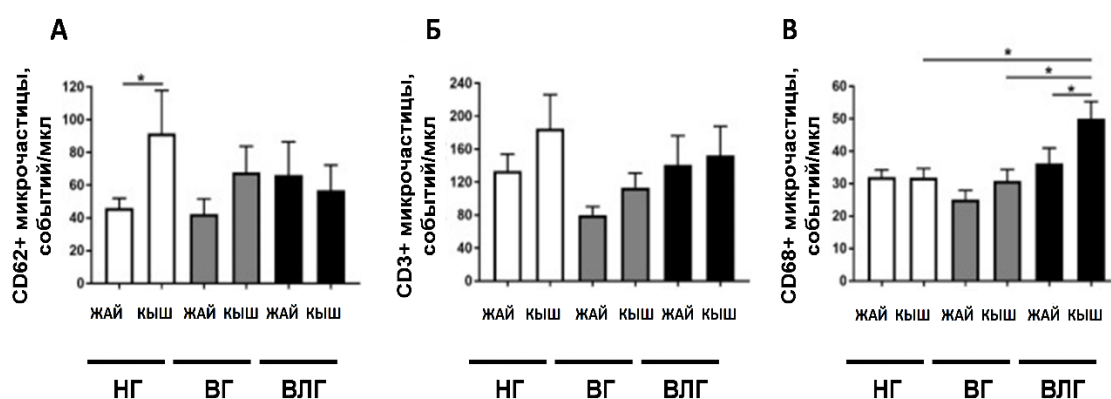 А
CD62+ микрочастицы,
событий/мкл
*
120
100
80
60
40
20
0
ЖАЙ КЫШ ЖАЙ КЫШ ЖАЙ КЫШ
НГ ВГ ВЛГ
Б
CD3+ микрочастицы,
событий/мкл
240
200
160
120
80
40
0
ЖАЙ КЫШ ЖАЙ КЫШ ЖАЙ КЫШ
НГ ВГ ВЛГ
В
CD68+ микрочастицы,
событий/мкл
*
*
*
60
50
40
30
20
10
0
ЖАЙ КЫШ ЖАЙ КЫШ ЖАЙ КЫШ
НГ ВГ ВЛГ